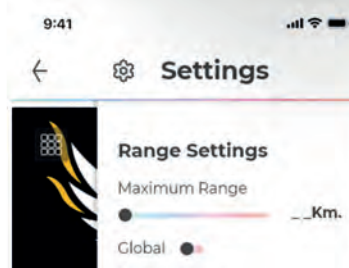 9:41
Settings
Range Settings
Maximum Range
_ _Km.
Global